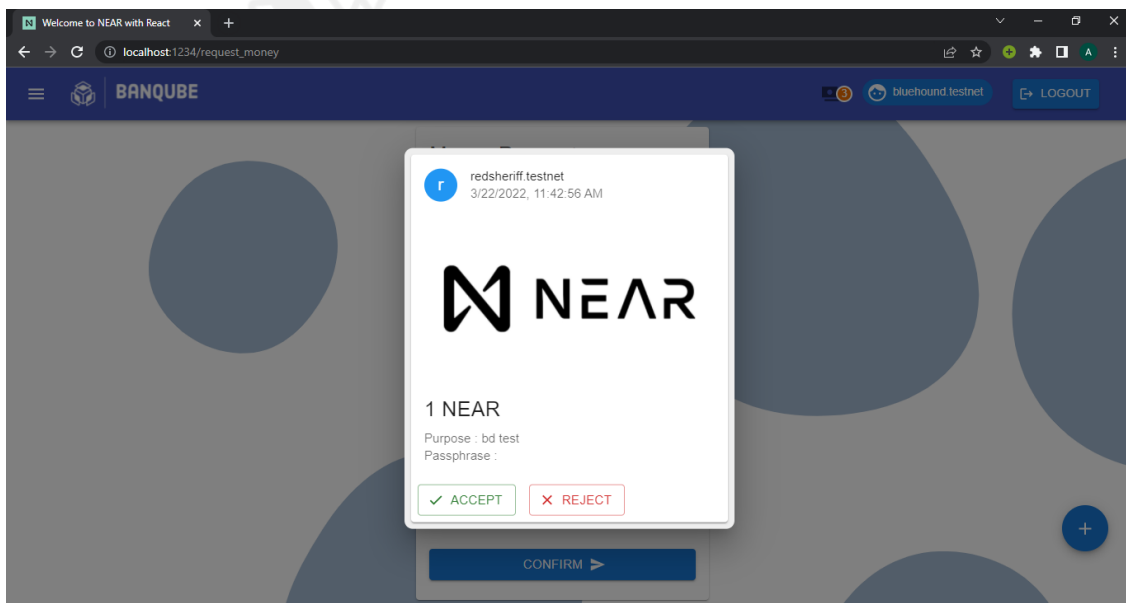 Welcome to NEAR with React
localhost:1234/request_money
A
BANQUBE
3
bluehound.testnet
LOGOUT
r
redsheriff.testnet
3/22/2022, 11:42:56 AM
NEAR
1 NEAR
Purpose : bd test
Passphrase :
ACCEPT
REJECT
CONFIRM